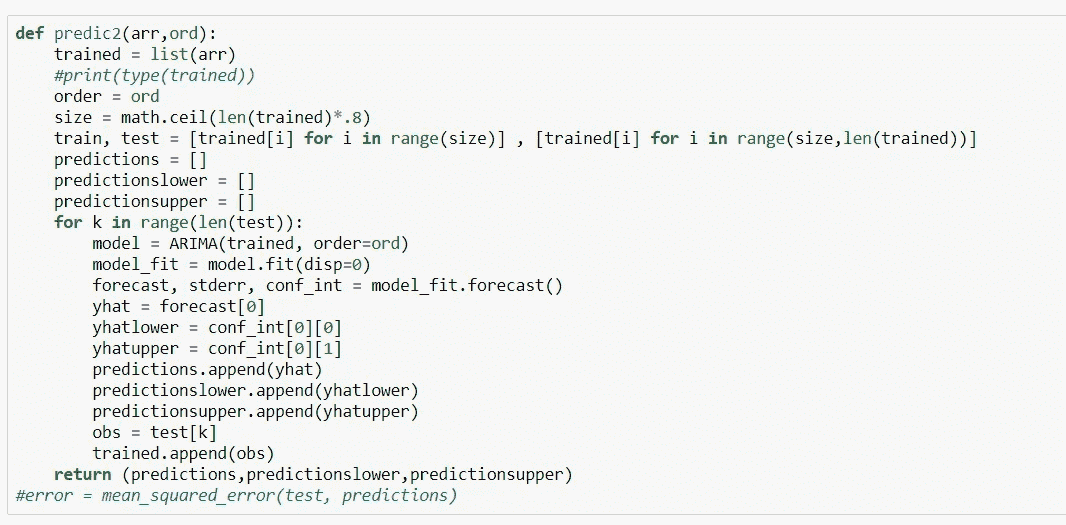 def predic2(arr,ord):
    trained = list(arr)
    #print(type(trained))
    order = ord
    size = math.ceil(len(trained)*.8)
    train, test = [trained[i] for i in range(size)] , [trained[i] for i in range(size,len(trained))]
    predictions = []
    predictionslower = []
    predictionsupper = []
    for k in range(len(test)):
        model = ARIMA(trained, order=ord)
        model_fit = model.fit(disp=0)
        forecast, stderr, conf_int = model_fit.forecast()
        yhat = forecast[0]
        yhatlower = conf_int[0][0]
        yhatupper = conf_int[0][1]
        predictions.append(yhat)
        predictionslower.append(yhatlower)
        predictionsupper.append(yhatupper)
        obs = test[k]
        trained.append(obs)
    return (predictions,predictionslower,predictionsupper)
#error = mean_squared_error(test, predictions)